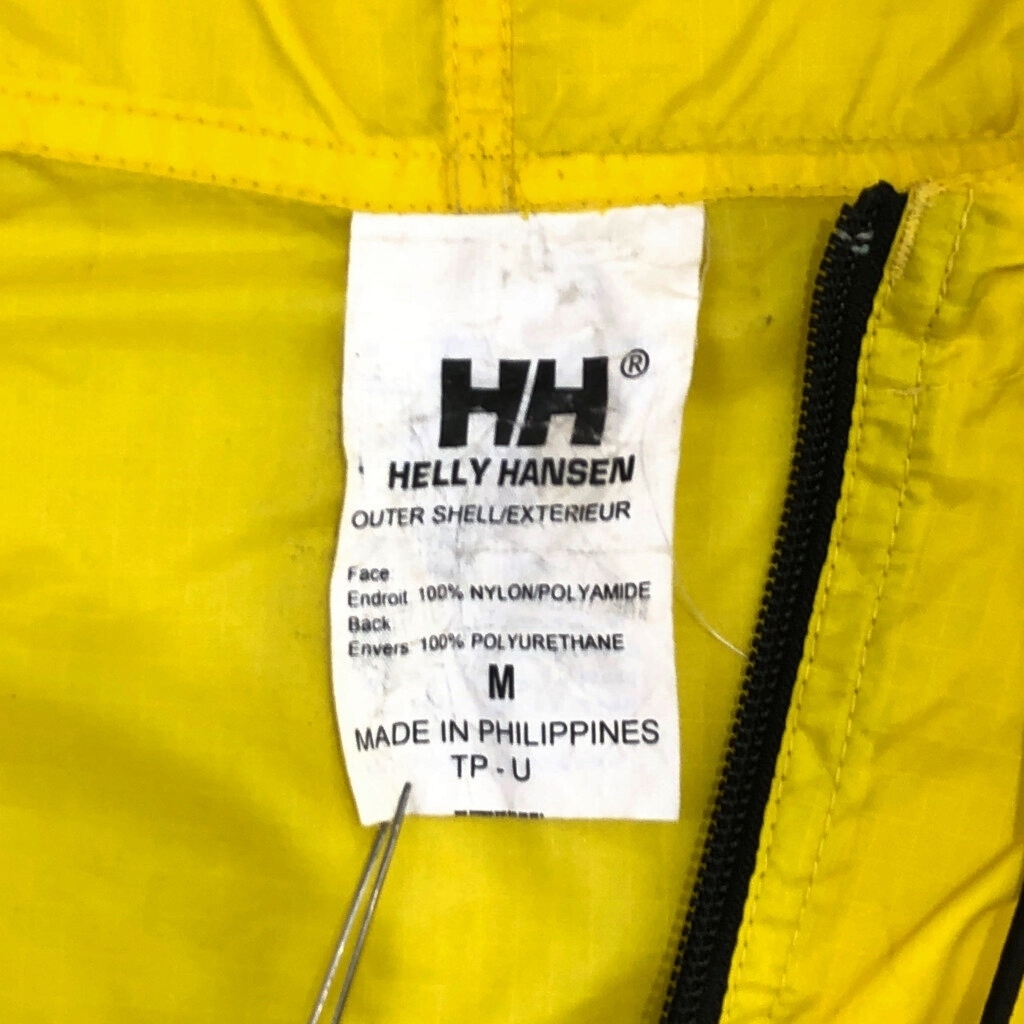 HH®
HELLY HANSEN
OUTER SHELL/EXTERIEUR
Face:
Endroit 100% NYLON/POLYAMIDE
Back
Envers 100% POLYURETHANE
M
MADE IN PHILIPPINES
TP - U